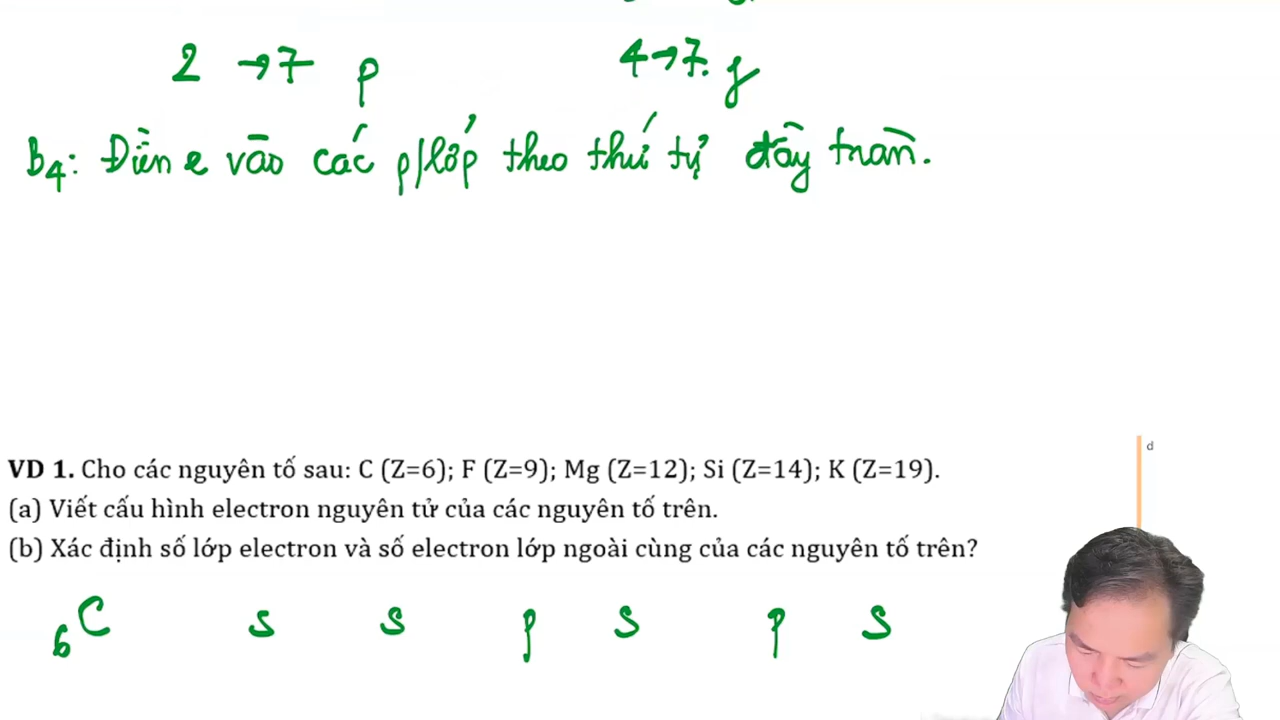 2 → 7 p 4 → 7. f
b4: Điền e vào các p/lớp theo thứ tự đầy tràn.
d
VD 1. Cho các nguyên tố sau: C (Z=6); F (Z=9); Mg (Z=12); Si (Z=14); K (Z=19).
(a) Viết cấu hình electron nguyên tử của các nguyên tố trên.
(b) Xác định số lớp electron và số electron lớp ngoài cùng của các nguyên tố trên?
6C s s p s p s